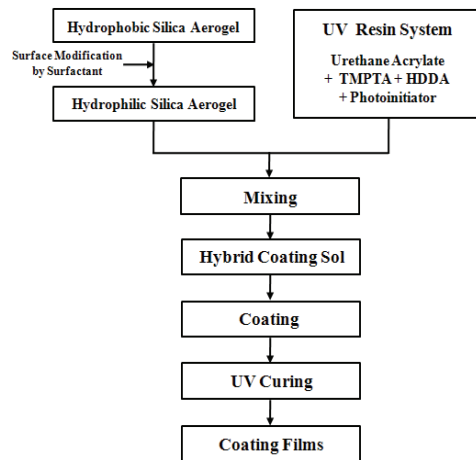 Hydrophobic Silica Aerogel
Surface Modification
by Surfactant
Hydrophilic Silica Aerogel
UV Resin System
Urethane Acrylate
+ TMPTA + HDDA
+ Photoinitiator
Mixing
Hybrid Coating Sol
Coating
UV Curing
Coating Films